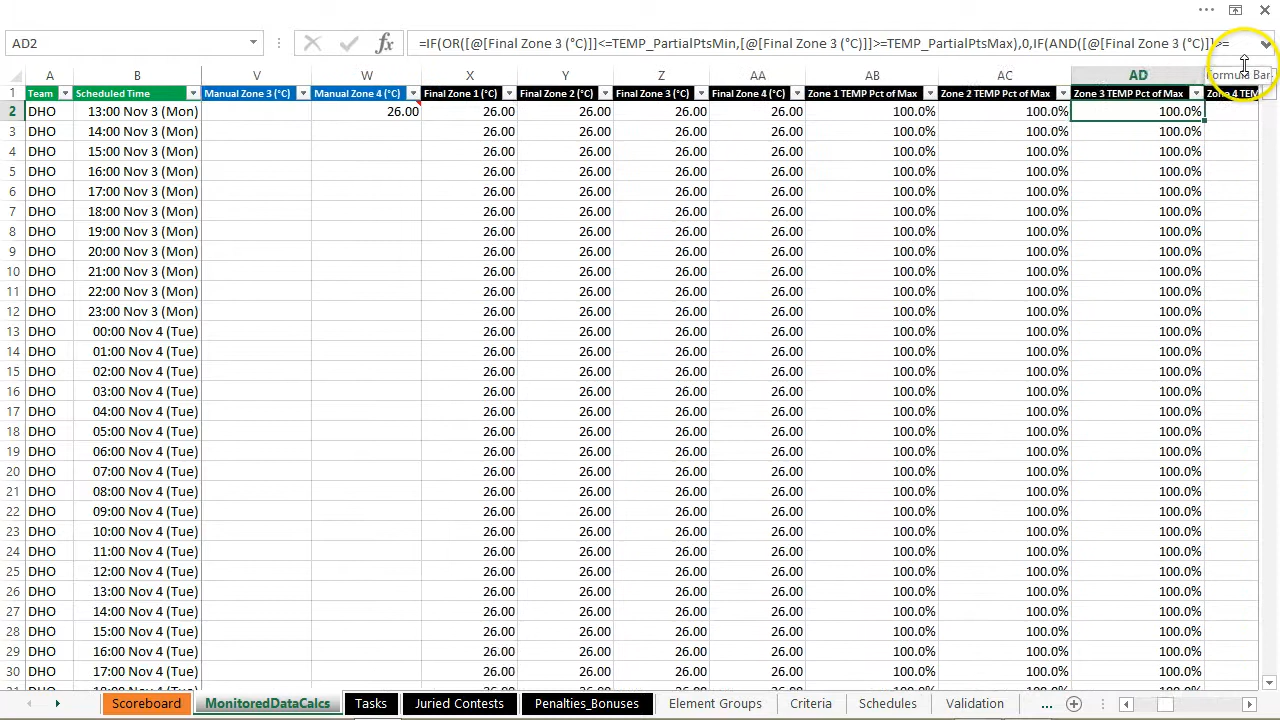 AD2 fx =IF(OR([@[Final Zone 3 (°C)]]<=TEMP_PartialPtsMin,[@[Final Zone 3 (°C)]]>=TEMP_PartialPtsMax),0,IF(AND([@[Final Zone 3 (°C)]]>=
A B V W X Y Z AA AB AC AD Formula Bar
1 Team Scheduled Time Manual Zone 3 (°C) Manual Zone 4 (°C) Final Zone 1 (°C) Final Zone 2 (°C) Final Zone 3 (°C) Final Zone 4 (°C) Zone 1 TEMP Pct of Max Zone 2 TEMP Pct of Max Zone 3 TEMP Pct of Max Zone 4 TEM
2 DHO 13:00 Nov 3 (Mon) 26.00 26.00 26.00 26.00 26.00 100.0% 100.0% 100.0%
3 DHO 14:00 Nov 3 (Mon) 26.00 26.00 26.00 26.00 100.0% 100.0% 100.0%
4 DHO 15:00 Nov 3 (Mon) 26.00 26.00 26.00 26.00 100.0% 100.0% 100.0%
5 DHO 16:00 Nov 3 (Mon) 26.00 26.00 26.00 26.00 100.0% 100.0% 100.0%
6 DHO 17:00 Nov 3 (Mon) 26.00 26.00 26.00 26.00 100.0% 100.0% 100.0%
7 DHO 18:00 Nov 3 (Mon) 26.00 26.00 26.00 26.00 100.0% 100.0% 100.0%
8 DHO 19:00 Nov 3 (Mon) 26.00 26.00 26.00 26.00 100.0% 100.0% 100.0%
9 DHO 20:00 Nov 3 (Mon) 26.00 26.00 26.00 26.00 100.0% 100.0% 100.0%
10 DHO 21:00 Nov 3 (Mon) 26.00 26.00 26.00 26.00 100.0% 100.0% 100.0%
11 DHO 22:00 Nov 3 (Mon) 26.00 26.00 26.00 26.00 100.0% 100.0% 100.0%
12 DHO 23:00 Nov 3 (Mon) 26.00 26.00 26.00 26.00 100.0% 100.0% 100.0%
13 DHO 00:00 Nov 4 (Tue) 26.00 26.00 26.00 26.00 100.0% 100.0% 100.0%
14 DHO 01:00 Nov 4 (Tue) 26.00 26.00 26.00 26.00 100.0% 100.0% 100.0%
15 DHO 02:00 Nov 4 (Tue) 26.00 26.00 26.00 26.00 100.0% 100.0% 100.0%
16 DHO 03:00 Nov 4 (Tue) 26.00 26.00 26.00 26.00 100.0% 100.0% 100.0%
17 DHO 04:00 Nov 4 (Tue) 26.00 26.00 26.00 26.00 100.0% 100.0% 100.0%
18 DHO 05:00 Nov 4 (Tue) 26.00 26.00 26.00 26.00 100.0% 100.0% 100.0%
19 DHO 06:00 Nov 4 (Tue) 26.00 26.00 26.00 26.00 100.0% 100.0% 100.0%
20 DHO 07:00 Nov 4 (Tue) 26.00 26.00 26.00 26.00 100.0% 100.0% 100.0%
21 DHO 08:00 Nov 4 (Tue) 26.00 26.00 26.00 26.00 100.0% 100.0% 100.0%
22 DHO 09:00 Nov 4 (Tue) 26.00 26.00 26.00 26.00 100.0% 100.0% 100.0%
23 DHO 10:00 Nov 4 (Tue) 26.00 26.00 26.00 26.00 100.0% 100.0% 100.0%
24 DHO 11:00 Nov 4 (Tue) 26.00 26.00 26.00 26.00 100.0% 100.0% 100.0%
25 DHO 12:00 Nov 4 (Tue) 26.00 26.00 26.00 26.00 100.0% 100.0% 100.0%
26 DHO 13:00 Nov 4 (Tue) 26.00 26.00 26.00 26.00 100.0% 100.0% 100.0%
27 DHO 14:00 Nov 4 (Tue) 26.00 26.00 26.00 26.00 100.0% 100.0% 100.0%
28 DHO 15:00 Nov 4 (Tue) 26.00 26.00 26.00 26.00 100.0% 100.0% 100.0%
29 DHO 16:00 Nov 4 (Tue) 26.00 26.00 26.00 26.00 100.0% 100.0% 100.0%
30 DHO 17:00 Nov 4 (Tue) 26.00 26.00 26.00 26.00 100.0% 100.0% 100.0%
Scoreboard MonitoredDataCalcs Tasks Juried Contests Penalties_Bonuses Element Groups Criteria Schedules Validation ...